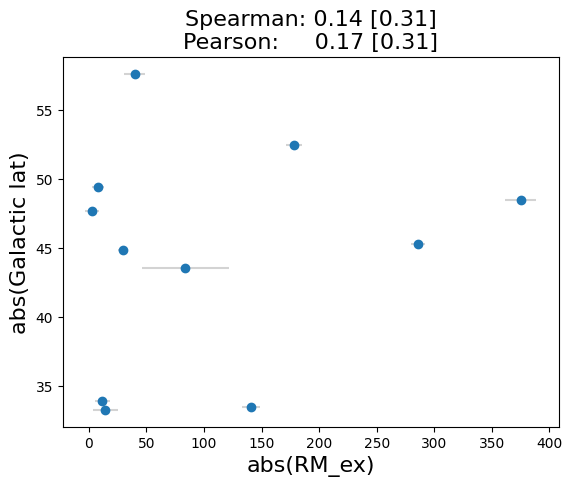 Spearman: 0.14 [0.31]
Pearson: 0.17 [0.31]
abs(Galactic lat)
55
50
45
40
35
0 50 100 150 200 250 300 350 400
abs(RM_ex)